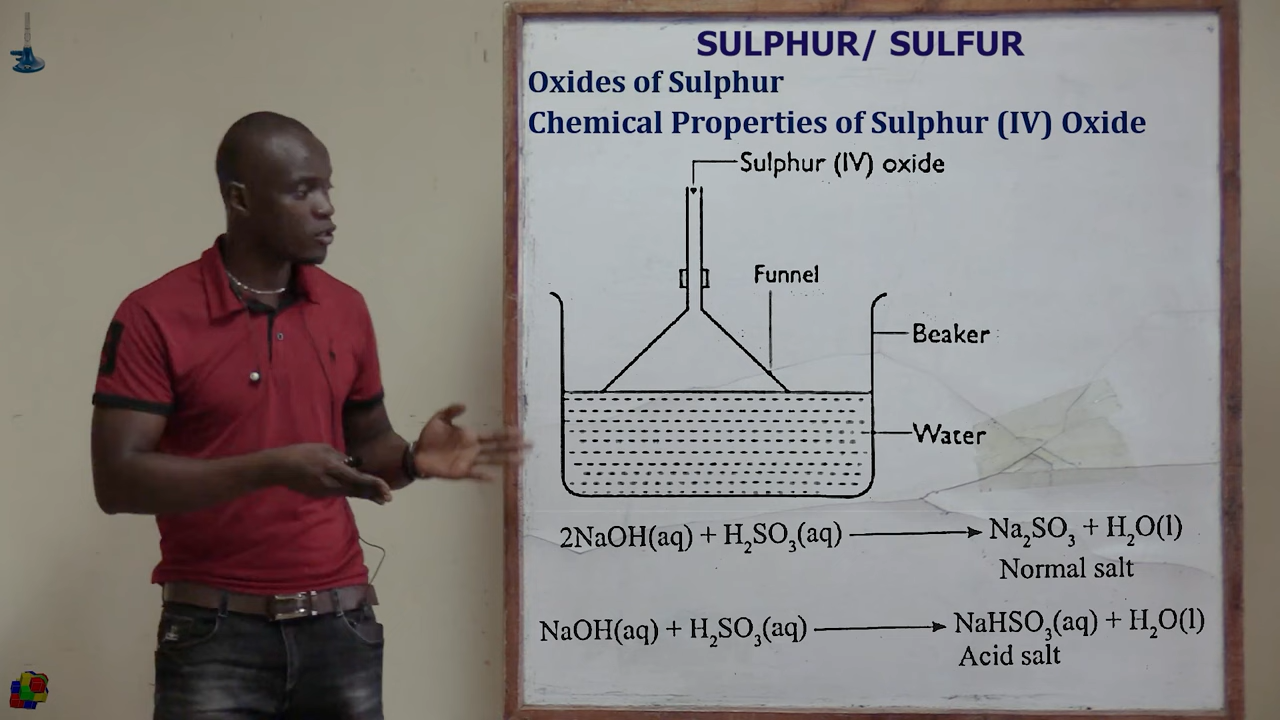 SULPHUR/ SULFUR
Oxides of Sulphur
Chemical Properties of Sulphur (IV) Oxide
Sulphur (IV) oxide
Funnel
Beaker
Water
2NaOH(aq) + H₂SO₃(aq) ⟶ Na₂SO₃ + H₂O(l)
Normal salt
NaOH(aq) + H₂SO₃(aq) ⟶ NaHSO₃(aq) + H₂O(l)
Acid salt